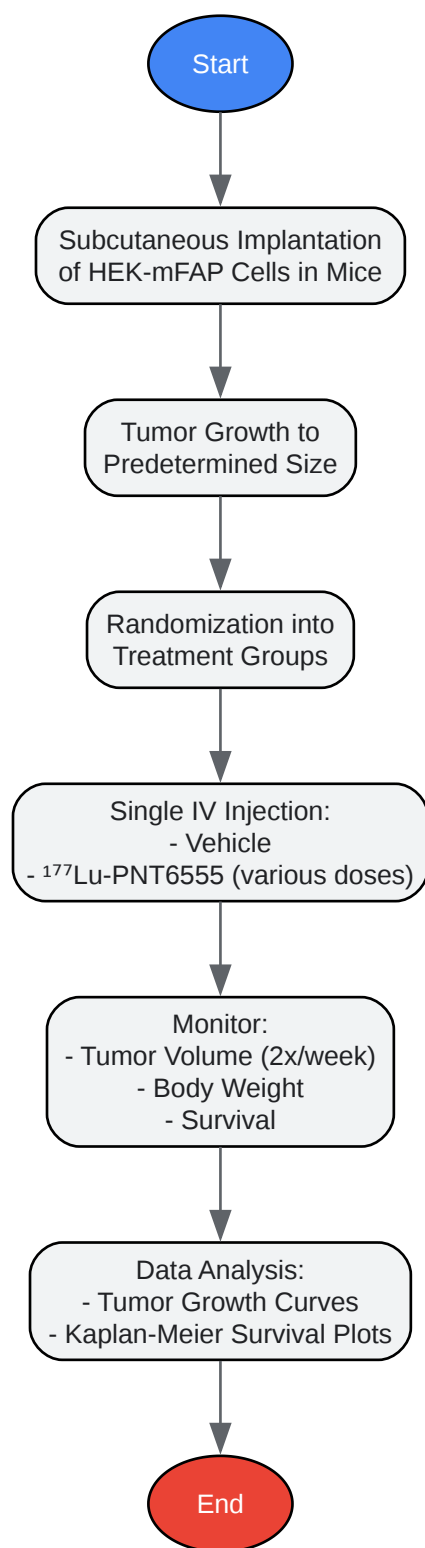 Start
Subcutaneous Implantation
of HEK-mFAP Cells in Mice
Tumor Growth to
Predetermined Size
Randomization into
Treatment Groups
Single IV Injection:
- Vehicle
- ¹⁷⁷Lu-PNT6555 (various doses)
Monitor:
- Tumor Volume (2x/week)
- Body Weight
- Survival
Data Analysis:
- Tumor Growth Curves
- Kaplan-Meier Survival Plots
End